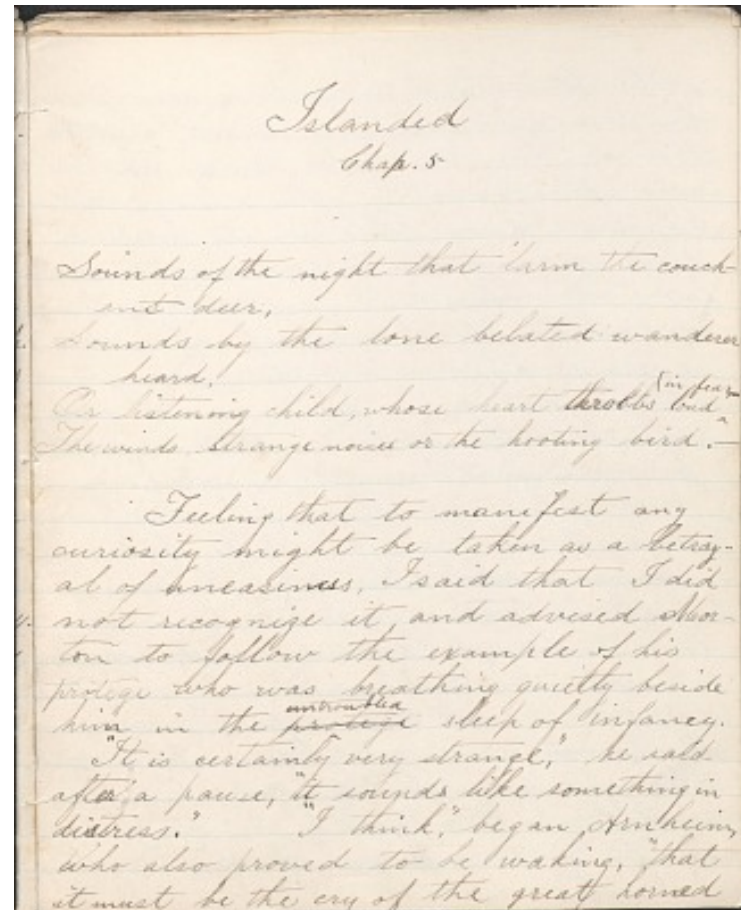 Islanded
Chap. 5
Sounds of the night that 'larm the couch-
ant deer,
Sounds by the lone belated wanderer
heard,
(in fear
Or listening child, whose heart throbbs loud
The winds strange noises or the hooting bird.—
Feeling that to manifest any
curiosity might be taken as a betray-
al of uneasiness, I said that I did
not recognize it, and advised Mor-
ton to follow the example of his
protege who was breathing quietly beside
untroubled
him in the protege sleep of infancy.
"It is certainly very strange," he said
after a pause, "it sounds like something in
distress." "I think," began Arnheim,
who also proved to be waking, "that
it must be the cry of the great horned